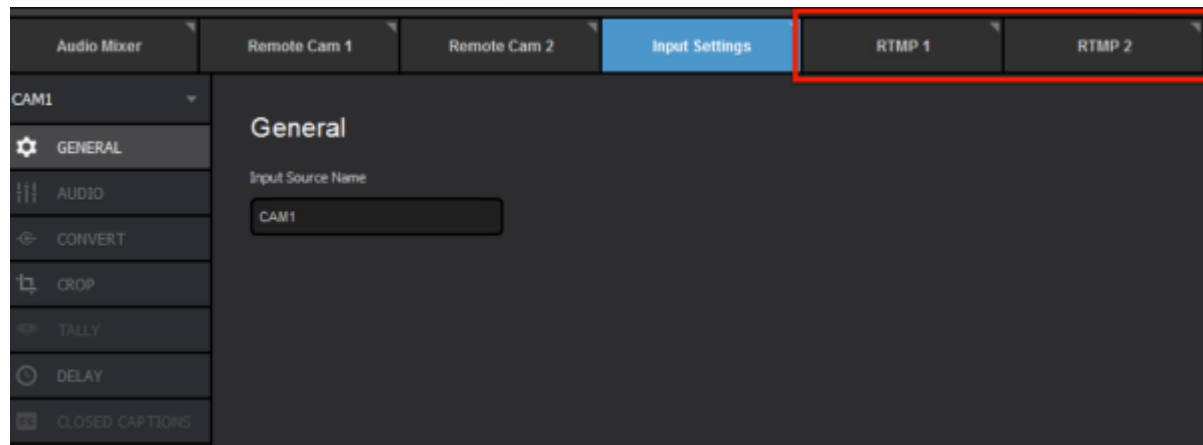 Audio Mixer
Remote Cam 1
Remote Cam 2
Input Settings
RTMP 1
RTMP 2
CAM1
GENERAL
AUDIO
CONVERT
CROP
TALLY
DELAY
CC
CLOSED CAPTIONS
General
Input Source Name
CAM1